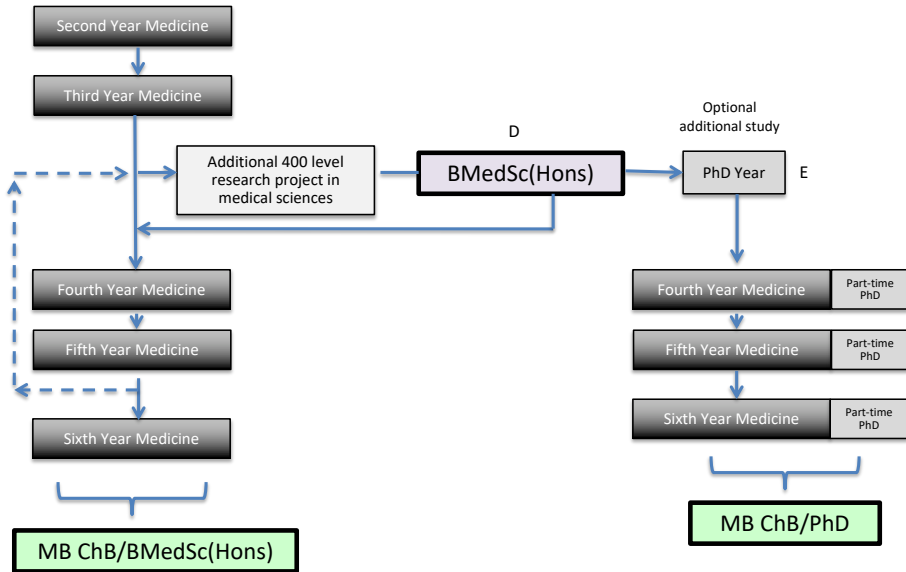 Second Year Medicine
Third Year Medicine
Optional
additional study
D
Additional 400 level
research project in
medical sciences
BMedSc(Hons)
PhD Year
E
Fourth Year Medicine
Fifth Year Medicine
Sixth Year Medicine
MB ChB/BMedSc(Hons)
Fourth Year Medicine
Part-time
PhD
Fifth Year Medicine
Part-time
PhD
Sixth Year Medicine
Part-time
PhD
MB ChB/PhD